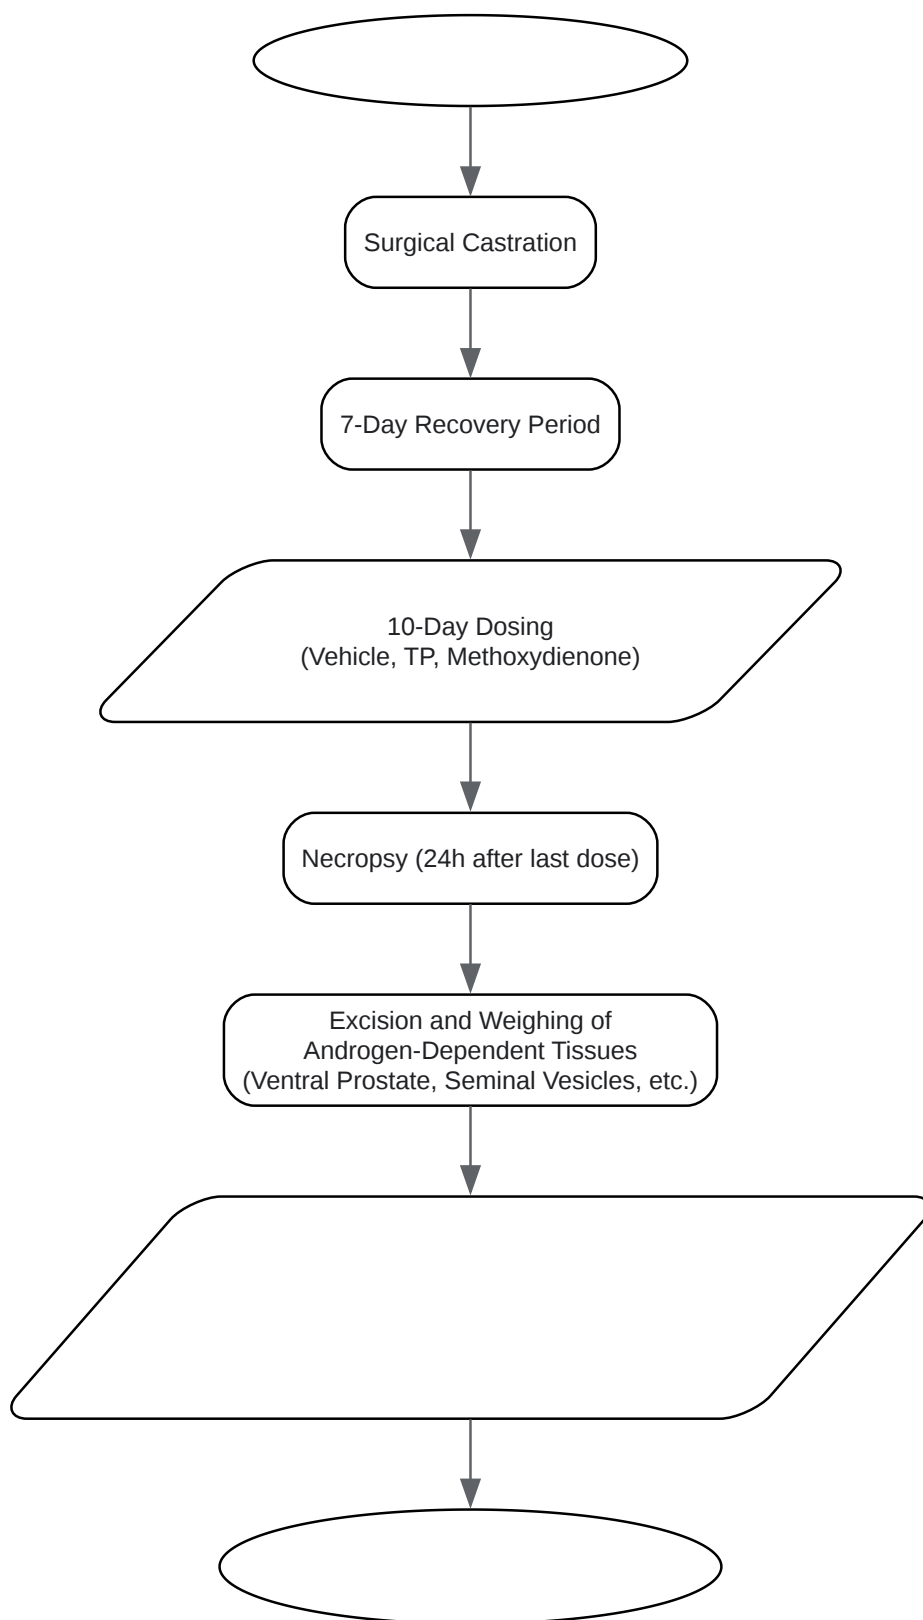 Surgical Castration
7-Day Recovery Period
10-Day Dosing
(Vehicle, TP, Methoxydienone)
Necropsy (24h after last dose)
Excision and Weighing of
Androgen-Dependent Tissues
(Ventral Prostate, Seminal Vesicles, etc.)